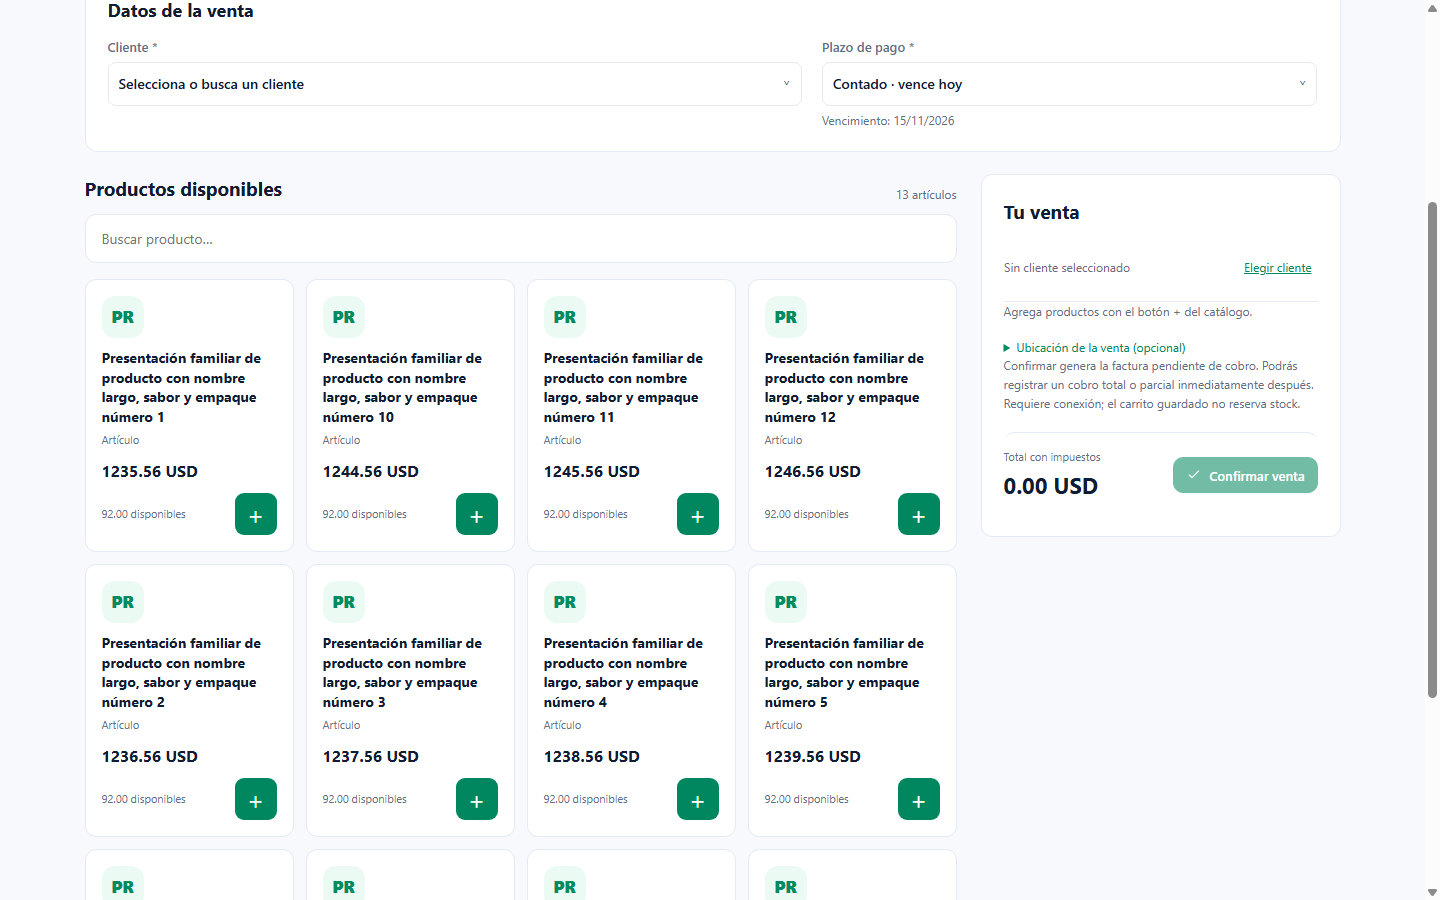 Datos de la venta
Cliente *
Plazo de pago *
Selecciona o busca un cliente
Contado · vence hoy
Vencimiento: 15/11/2026
Productos disponibles
13 artículos
Buscar producto...
PR
Presentación familiar de
producto con nombre
largo, sabor y empaque
número 1
Artículo
1235.56 USD
92.00 disponibles
+
PR
Presentación familiar de
producto con nombre
largo, sabor y empaque
número 10
Artículo
1244.56 USD
92.00 disponibles
+
PR
Presentación familiar de
producto con nombre
largo, sabor y empaque
número 11
Artículo
1245.56 USD
92.00 disponibles
+
PR
Presentación familiar de
producto con nombre
largo, sabor y empaque
número 12
Artículo
1246.56 USD
92.00 disponibles
+
PR
Presentación familiar de
producto con nombre
largo, sabor y empaque
número 2
Artículo
1236.56 USD
92.00 disponibles
+
PR
Presentación familiar de
producto con nombre
largo, sabor y empaque
número 3
Artículo
1237.56 USD
92.00 disponibles
+
PR
Presentación familiar de
producto con nombre
largo, sabor y empaque
número 4
Artículo
1238.56 USD
92.00 disponibles
+
PR
Presentación familiar de
producto con nombre
largo, sabor y empaque
número 5
Artículo
1239.56 USD
92.00 disponibles
+
PR
PR
PR
PR
Tu venta
Sin cliente seleccionado
Elegir cliente
Agrega productos con el botón + del catálogo.
Ubicación de la venta (opcional)
Confirmar genera la factura pendiente de cobro. Podrás
registrar un cobro total o parcial inmediatamente después.
Requiere conexión; el carrito guardado no reserva stock.
Total con impuestos
0.00 USD
Confirmar venta